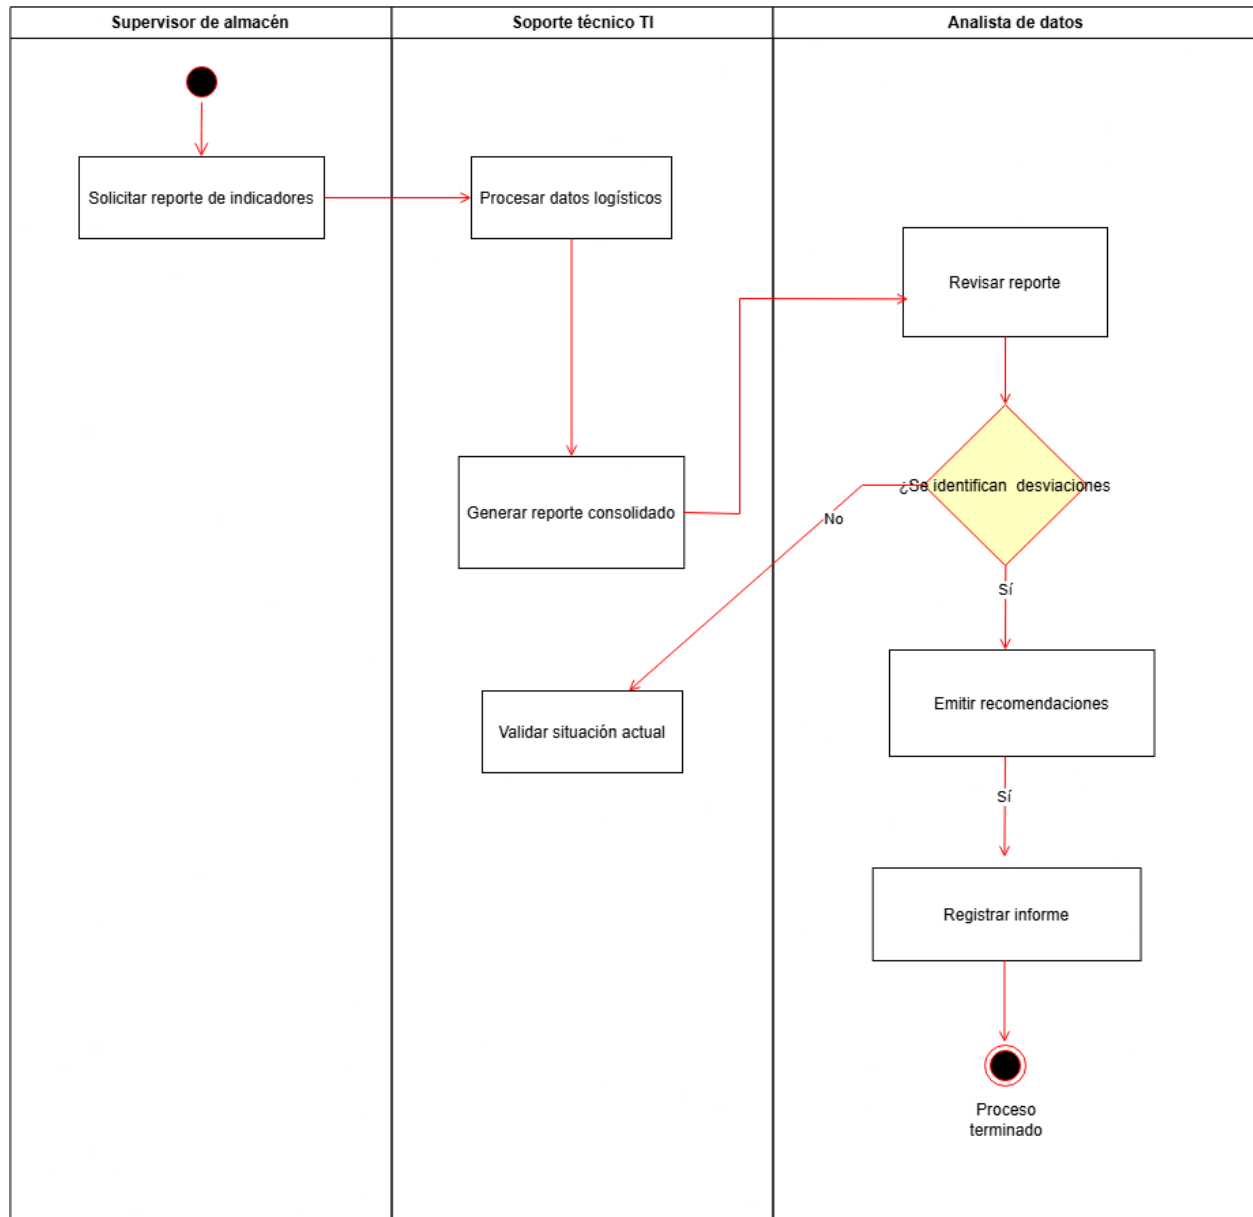 Supervisor de almacén
Soporte técnico TI
Analista de datos
Solicitar reporte de indicadores
Procesar datos logísticos
Revisar reporte
¿Se identifican  desviaciones
Generar reporte consolidado
No
Sí
Emitir recomendaciones
Validar situación actual
Sí
Registrar informe
Proceso
terminado